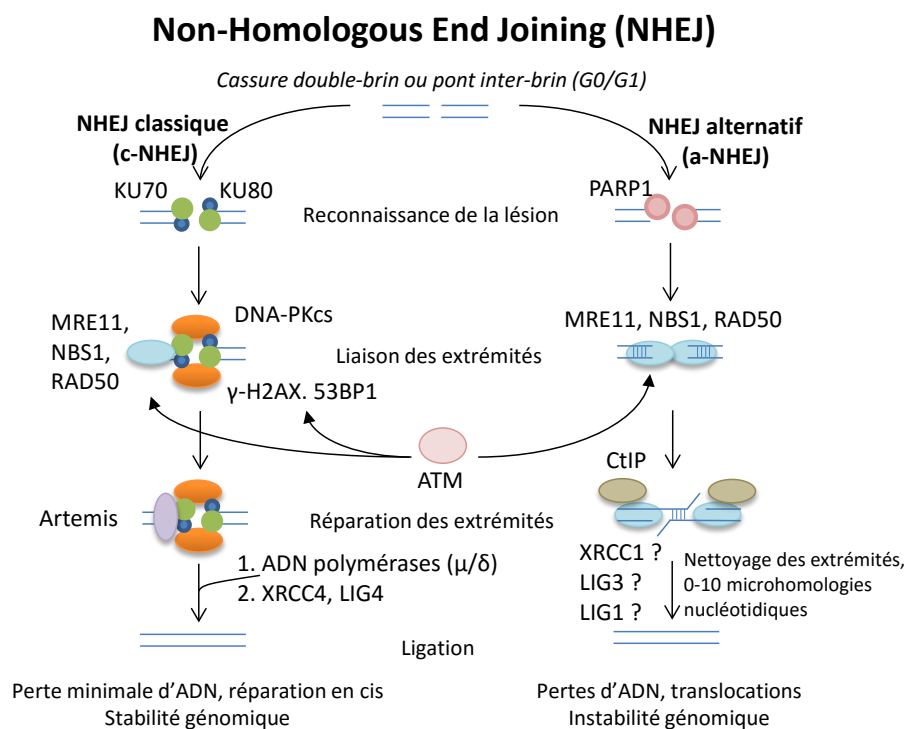 Non-Homologous End Joining (NHEJ)
Cassure double-brin ou pont inter-brin (G0/G1)
NHEJ classique
(c-NHEJ)
NHEJ alternatif
(a-NHEJ)
KU70
KU80
PARP1
Reconnaissance de la lésion
MRE11,
NBS1,
RAD50
DNA-PKcs
MRE11, NBS1, RAD50
Liaison des extrémités
γ-H2AX. 53BP1
ATM
CtIP
Artemis
Réparation des extrémités
1. ADN polymérases (μ/δ)
2. XRCC4, LIG4
XRCC1 ?
LIG3 ?
LIG1 ?
Nettoyage des extrémités,
0-10 microhomologies
nucléotidiques
Ligation
Perte minimale d’ADN, réparation en cis
Stabilité génomique
Pertes d’ADN, translocations
Instabilité génomique